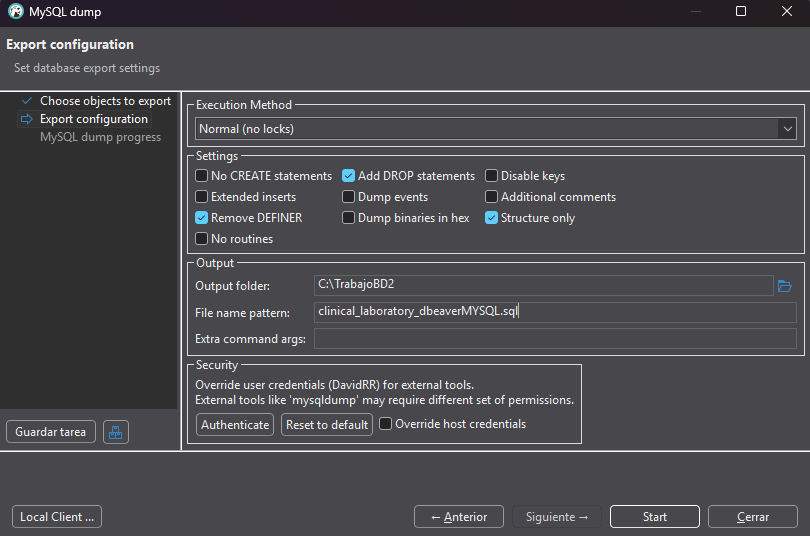 MySQL dump
Export configuration
Set database export settings
Choose objects to export
Export configuration
MySQL dump progress
Execution Method
Normal (no locks)
Settings
No CREATE statements
Add DROP statements
Disable keys
Extended inserts
Dump events
Additional comments
Remove DEFINER
Dump binaries in hex
Structure only
No routines
Output
Output folder:
C:\TrabajoBD2
File name pattern:
clinical_laboratory_dbeaverMYSQL.sql
Extra command args:
Security
Override user credentials (DavidRR) for external tools.
External tools like 'mysqldump' may require different set of permissions.
Authenticate
Reset to default
Override host credentials
Guardar tarea
Local Client ...
← Anterior
Siguiente →
Start
Cerrar